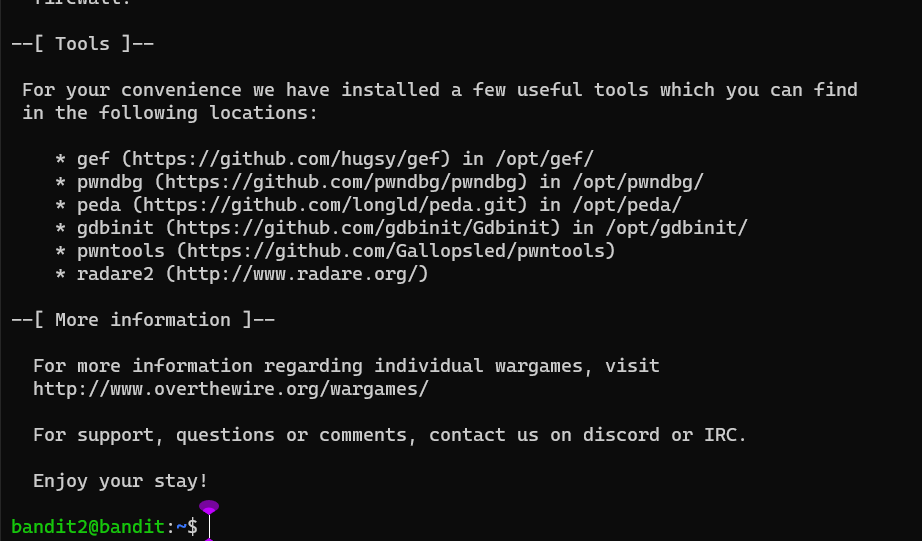 firewall.
--[ Tools ]--
For your convenience we have installed a few useful tools which you can find
in the following locations:
* gef (https://github.com/hugsy/gef) in /opt/gef/
* pwndbg (https://github.com/pwndbg/pwndbg) in /opt/pwndbg/
* peda (https://github.com/longld/peda.git) in /opt/peda/
* gdbinit (https://github.com/gdbinit/Gdbinit) in /opt/gdbinit/
* pwntools (https://github.com/Gallopsled/pwntools)
* radare2 (http://www.radare.org/)
--[ More information ]--
For more information regarding individual wargames, visit
http://www.overthewire.org/wargames/
For support, questions or comments, contact us on discord or IRC.
Enjoy your stay!
bandit2@bandit:~$